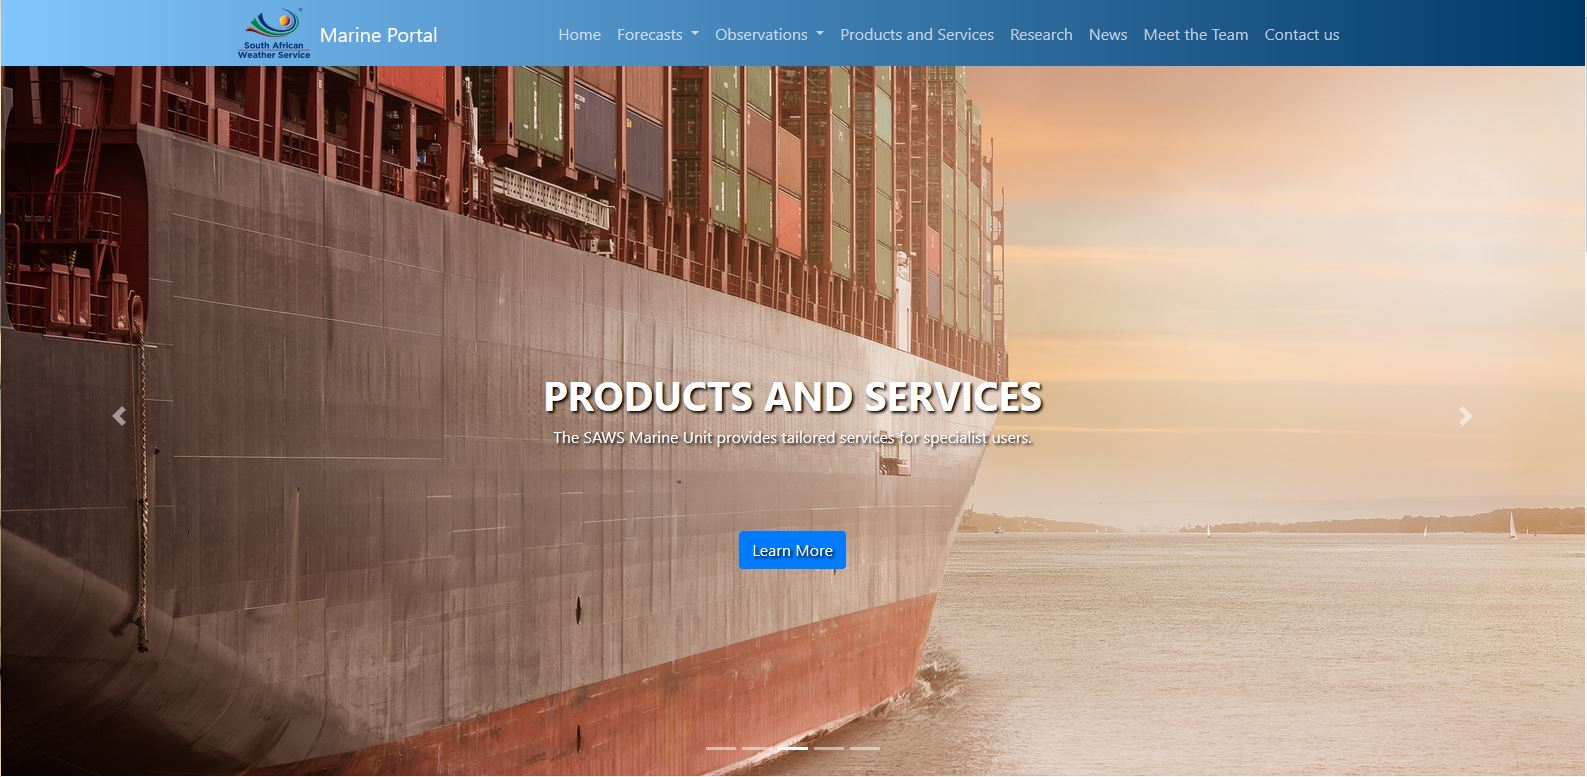 South African
Weather Service
Marine Portal
Home
Forecasts
Observations
Products and Services
Research
News
Meet the Team
Contact us
PRODUCTS AND SERVICES
The SAWS Marine Unit provides tailored services for specialist users.
Learn More